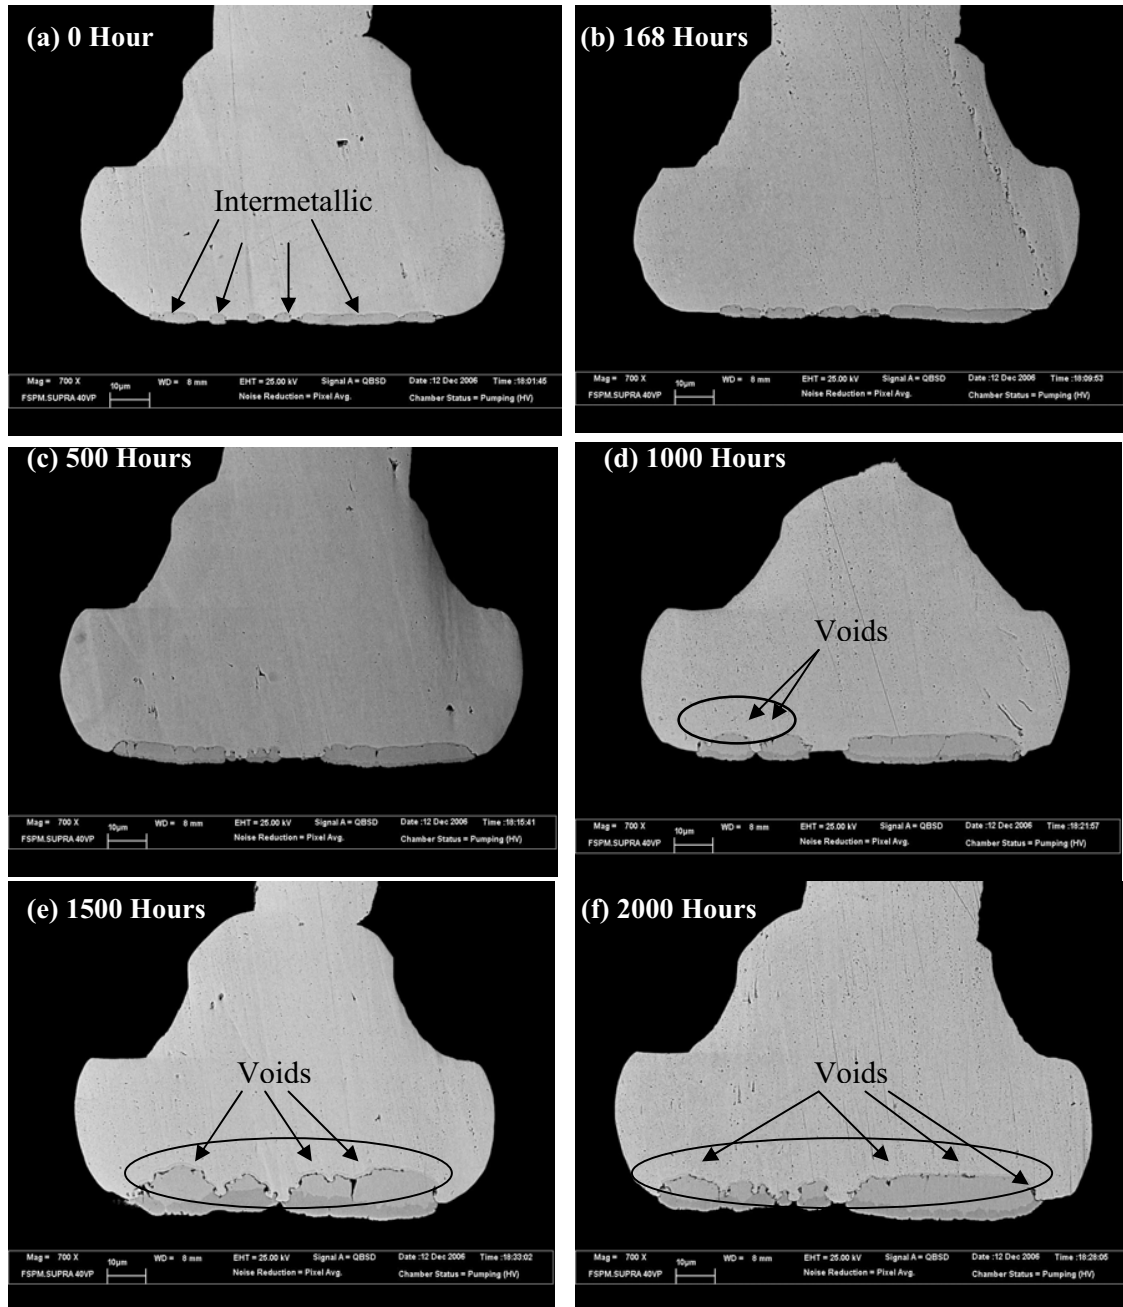 (a) 0 Hour
Intermetallic
Mag = 700 X
10µm
WD = 8 mm
EHT = 25.00 kV
Signal A = QBSD
Date :12 Dec 2006
Time :18:01:45
FSPM.SUPRA 40VP
Noise Reduction = Pixel Avg.
Chamber Status = Pumping (HV)
(b) 168 Hours
Mag = 700 X
10µm
WD = 8 mm
EHT = 25.00 kV
Signal A = QBSD
Date :12 Dec 2006
Time :18:09:53
FSPM.SUPRA 40VP
Noise Reduction = Pixel Avg.
Chamber Status = Pumping (HV)
(c) 500 Hours
Mag = 700 X
10µm
WD = 8 mm
EHT = 25.00 kV
Signal A = QBSD
Date :12 Dec 2006
Time :18:15:41
FSPM.SUPRA 40VP
Noise Reduction = Pixel Avg.
Chamber Status = Pumping (HV)
(d) 1000 Hours
Voids
Mag = 700 X
10µm
WD = 8 mm
EHT = 25.00 kV
Signal A = QBSD
Date :12 Dec 2006
Time :18:21:57
FSPM.SUPRA 40VP
Noise Reduction = Pixel Avg.
Chamber Status = Pumping (HV)
(e) 1500 Hours
Voids
Mag = 700 X
10µm
WD = 8 mm
EHT = 25.00 kV
Signal A = QBSD
Date :12 Dec 2006
Time :18:33:02
FSPM.SUPRA 40VP
Noise Reduction = Pixel Avg.
Chamber Status = Pumping (HV)
(f) 2000 Hours
Voids
Mag = 700 X
10µm
WD = 8 mm
EHT = 25.00 kV
Signal A = QBSD
Date :12 Dec 2006
Time :18:28:05
FSPM.SUPRA 40VP
Noise Reduction = Pixel Avg.
Chamber Status = Pumping (HV)